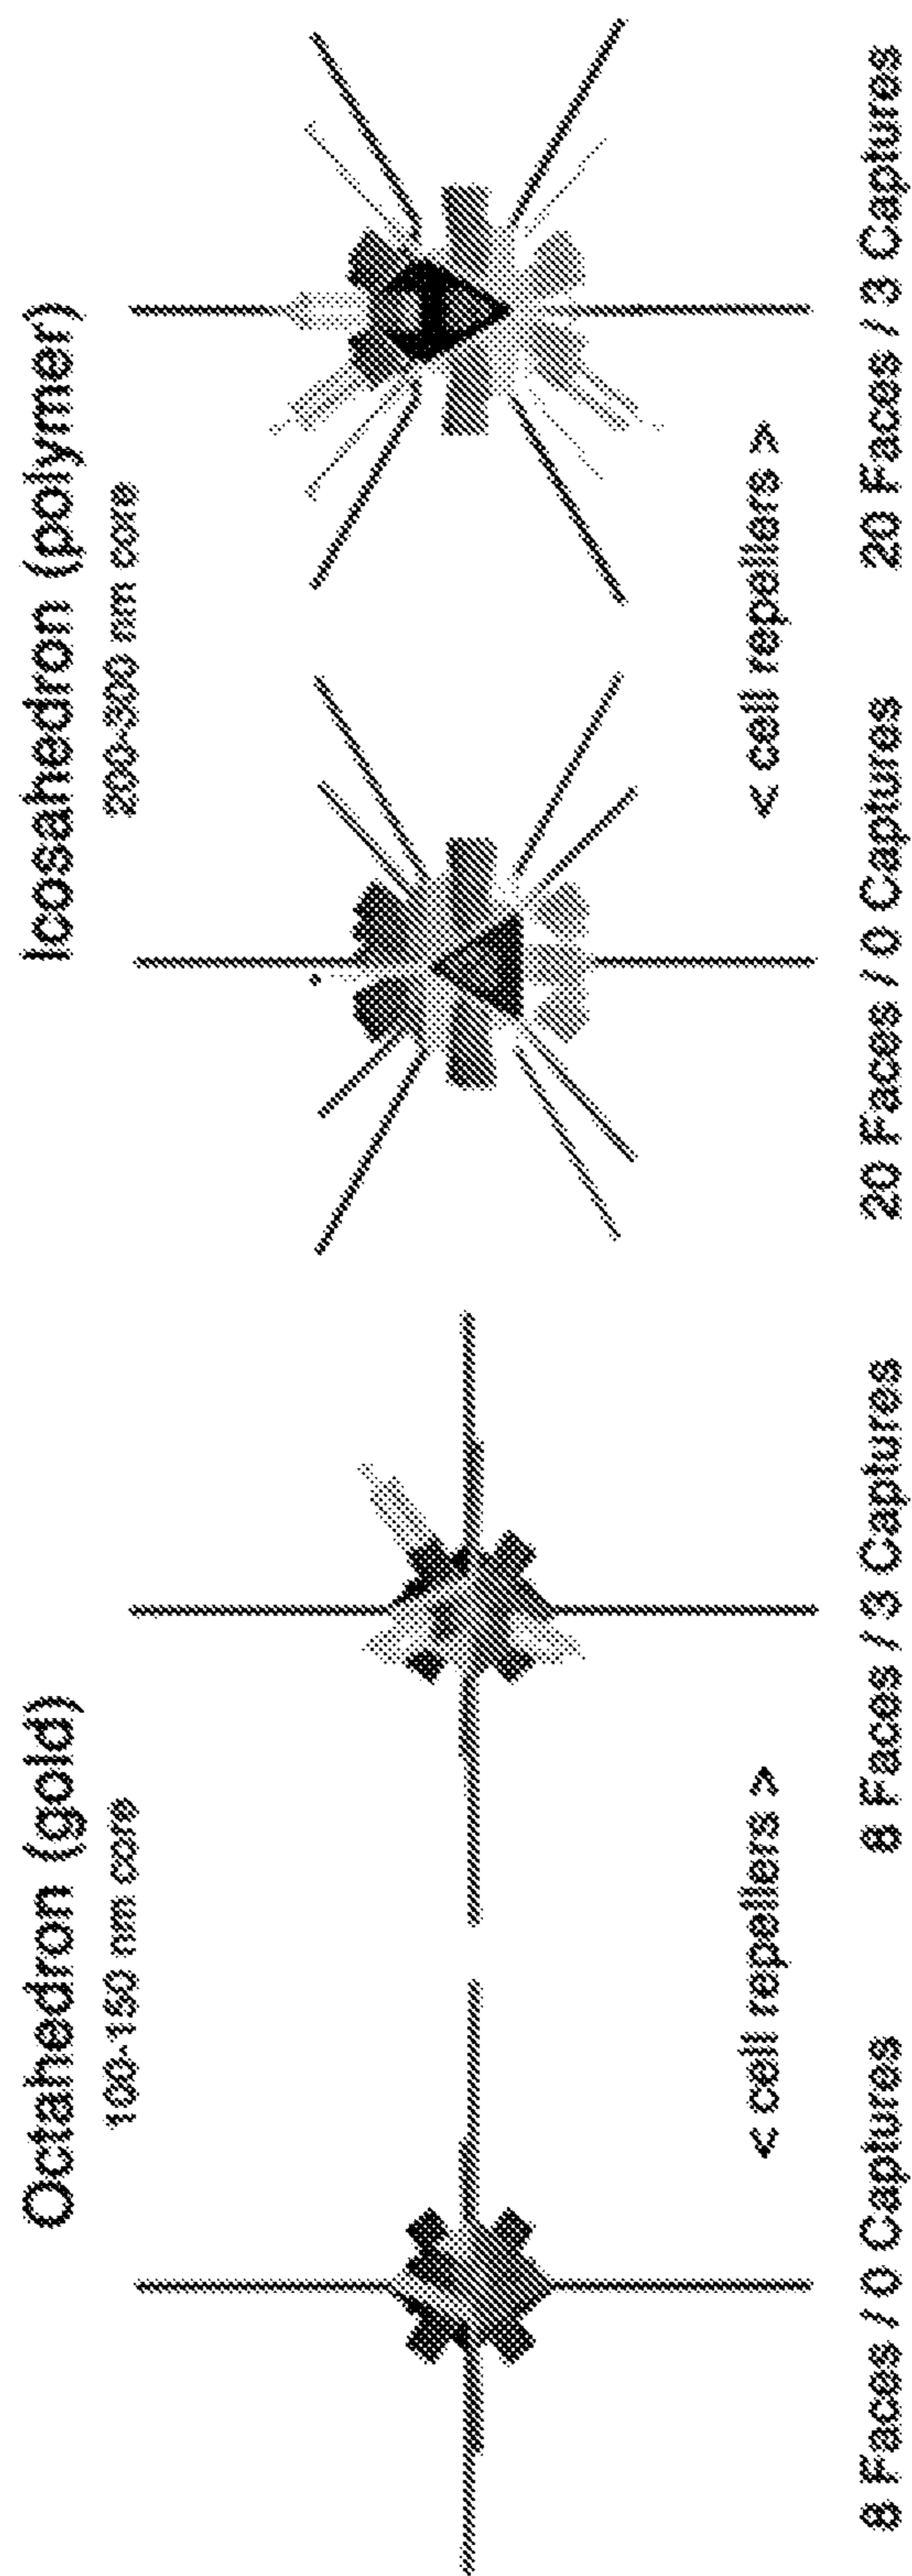 Octahedron (gold)
100-150 nm core
Icosahedron (polymer)
200-300 nm core
< cell repellers >
< cell repellers >
8 Faces / 0 Captures
8 Faces / 3 Captures
20 Faces / 0 Captures
20 Faces / 3 Captures